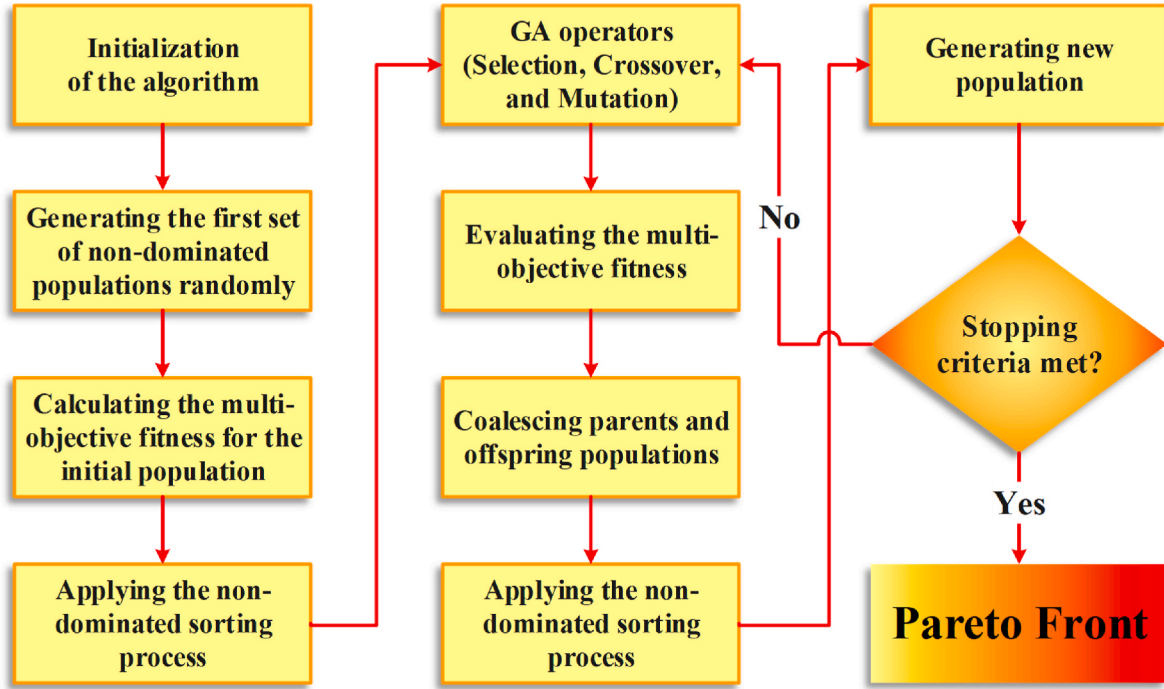 Initialization
of the algorithm
Generating the first set
of non-dominated
populations randomly
Calculating the multi-
objective fitness for the
initial population
Applying the non-
dominated sorting
process
GA operators
(Selection, Crossover,
and Mutation)
Evaluating the multi-
objective fitness
Coalescing parents and
offspring populations
Applying the non-
dominated sorting
process
Generating new
population
No
Stopping
criteria met?
Yes
Pareto Front